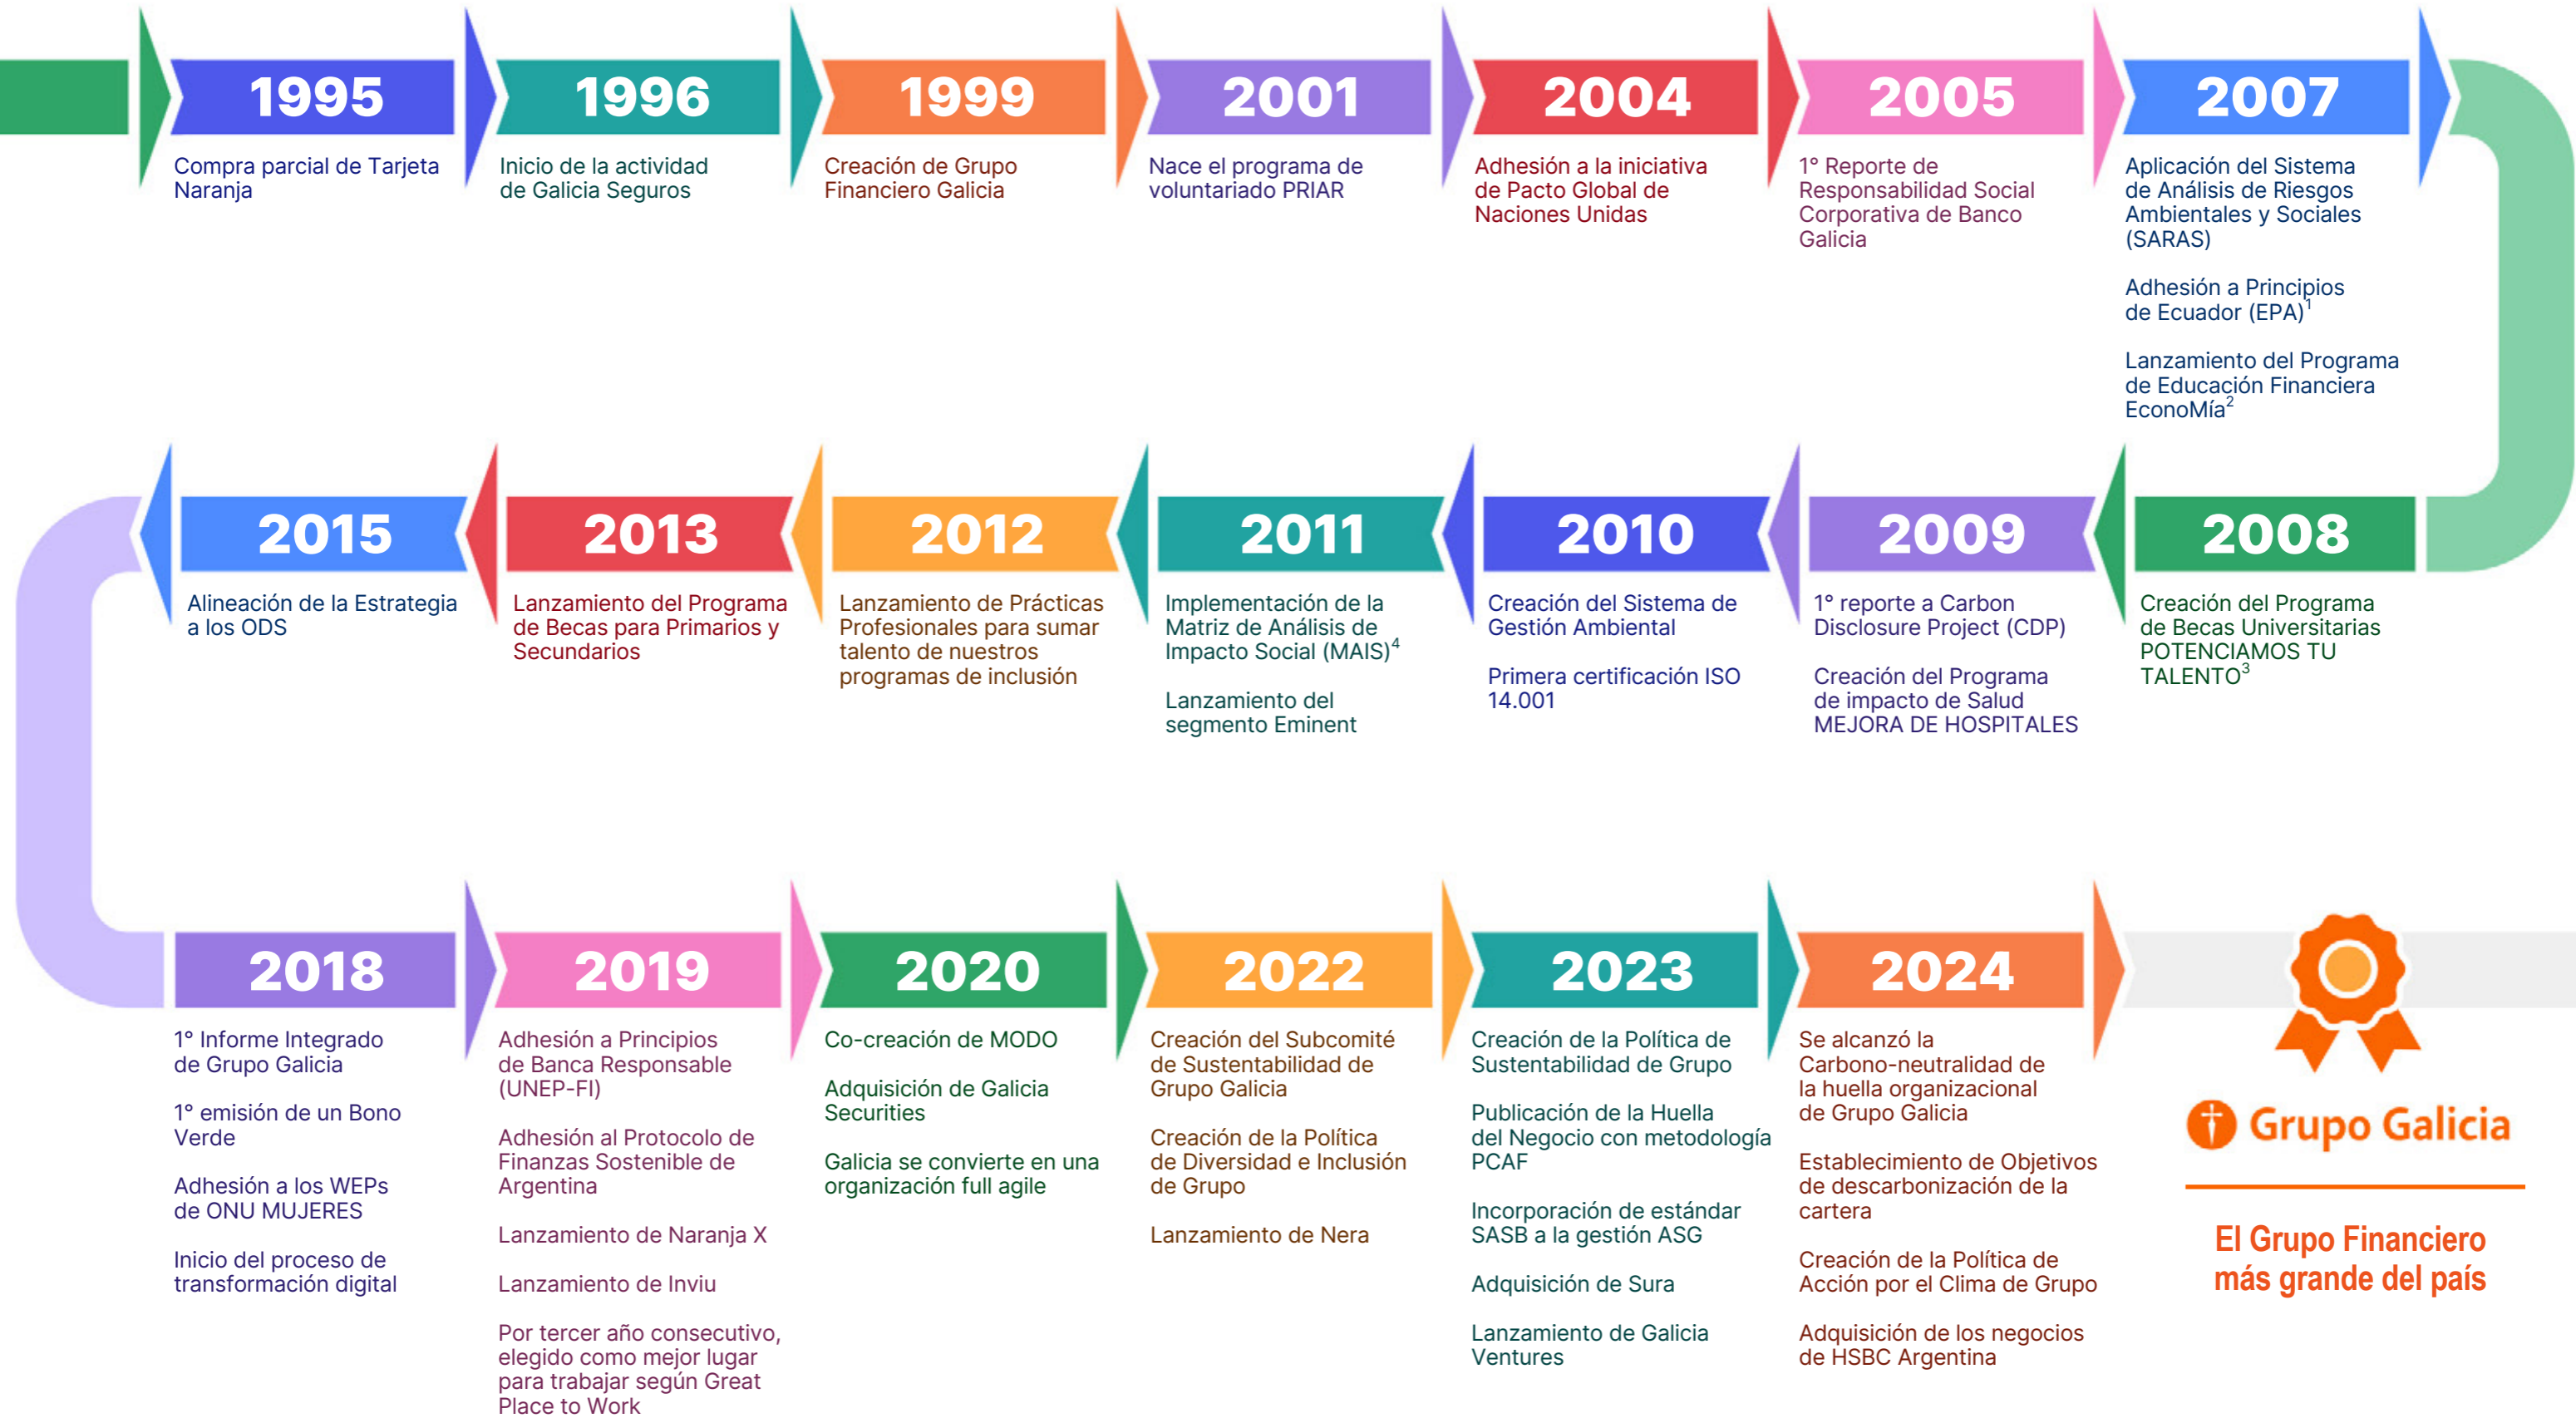 1995
Compra parcial de Tarjeta
Naranja
1996
Inicio de la actividad
de Galicia Seguros
1999
Creación de Grupo
Financiero Galicia
2001
Nace el programa de
voluntariado PRIAR
2004
Adhesión a la iniciativa
de Pacto Global de
Naciones Unidas
2005
1° Reporte de
Responsabilidad Social
Corporativa de Banco
Galicia
2007
Aplicación del Sistema
de Análisis de Riesgos
Ambientales y Sociales
(SARAS)
Adhesión a Principios
de Ecuador (EPA)¹
Lanzamiento del Programa
de Educación Financiera
EconoMía²
2008
Creación del Programa
de Becas Universitarias
POTENCIAMOS TU
TALENTO³
2009
1° reporte a Carbon
Disclosure Project (CDP)
Creación del Programa
de impacto de Salud
MEJORA DE HOSPITALES
2010
Creación del Sistema de
Gestión Ambiental
Primera certificación ISO
14.001
2011
Implementación de la
Matriz de Análisis de
Impacto Social (MAIS)⁴
Lanzamiento del
segmento Eminent
2012
Lanzamiento de Prácticas
Profesionales para sumar
talento de nuestros
programas de inclusión
2013
Lanzamiento del Programa
de Becas para Primarios y
Secundarios
2015
Alineación de la Estrategia
a los ODS
2018
1° Informe Integrado
de Grupo Galicia
1° emisión de un Bono
Verde
Adhesión a los WEPs
de ONU MUJERES
Inicio del proceso de
transformación digital
2019
Adhesión a Principios
de Banca Responsable
(UNEP-FI)
Adhesión al Protocolo de
Finanzas Sostenible de
Argentina
Lanzamiento de Naranja X
Lanzamiento de Inviu
Por tercer año consecutivo,
elegido como mejor lugar
para trabajar según Great
Place to Work
2020
Co-creación de MODO
Adquisición de Galicia
Securities
Galicia se convierte en una
organización full agile
2022
Creación del Subcomité
de Sustentabilidad de
Grupo Galicia
Creación de la Política
de Diversidad e Inclusión
de Grupo
Lanzamiento de Nera
2023
Creación de la Política de
Sustentabilidad de Grupo
Publicación de la Huella
del Negocio con metodología
PCAF
Incorporación de estándar
SASB a la gestión ASG
Adquisición de Sura
Lanzamiento de Galicia
Ventures
2024
Se alcanzó la
Carbono-neutralidad de
la huella organizacional
de Grupo Galicia
Establecimiento de Objetivos
de descarbonización de la
cartera
Creación de la Política de
Acción por el Clima de Grupo
Adquisición de los negocios
de HSBC Argentina
Grupo Galicia
El Grupo Financiero
más grande del país